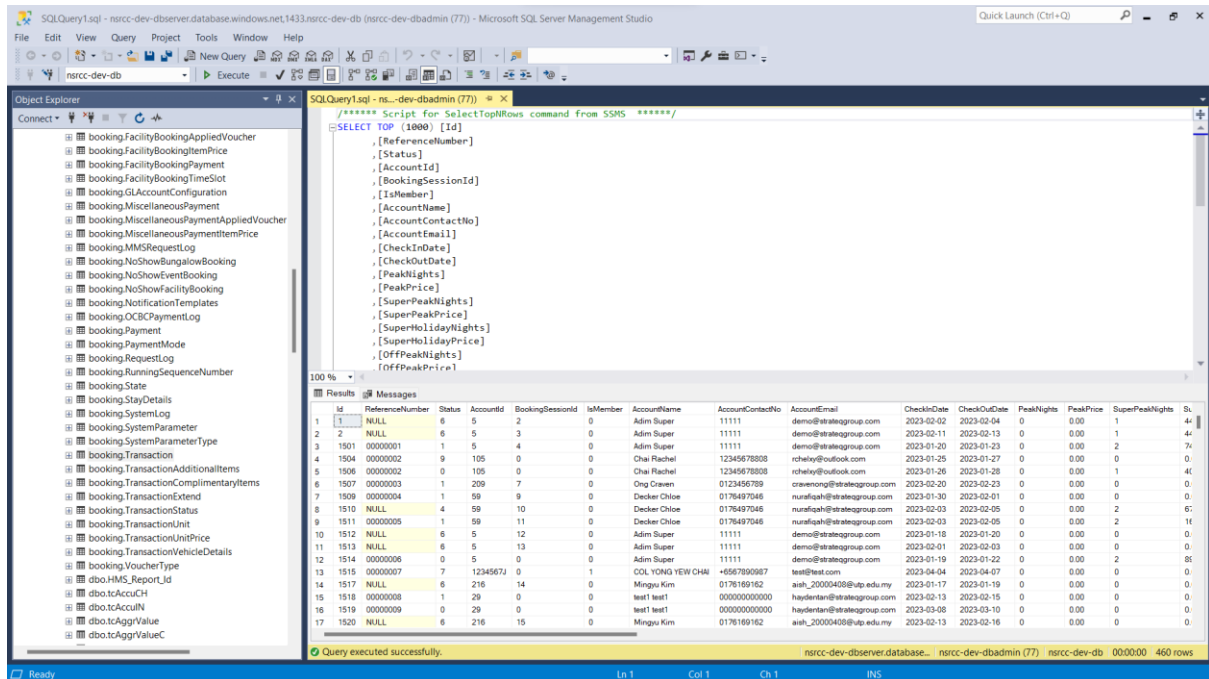 SQLQuery1.sql - nsrcc-dev-dbserver.database.windows.net,1433.nsrcc-dev-db (nsrcc-dev-dbadmin (77)) - Microsoft SQL Server Management Studio
Quick Launch (Ctrl+Q)
File Edit View Query Project Tools Window Help
New Query
nsrcc-dev-db Execute
Object Explorer
Connect
booking.FacilityBookingAppliedVoucher
booking.FacilityBookingItemPrice
booking.FacilityBookingPayment
booking.FacilityBookingTimeSlot
booking.GLAccountConfiguration
booking.MiscellaneousPayment
booking.MiscellaneousPaymentAppliedVoucher
booking.MiscellaneousPaymentItemPrice
booking.MMSRequestLog
booking.NoShowBungalowBooking
booking.NoShowEventBooking
booking.NoShowFacilityBooking
booking.NotificationTemplates
booking.OCBCPaymentLog
booking.Payment
booking.PaymentMode
booking.RequestLog
booking.RunningSequenceNumber
booking.State
booking.StayDetails
booking.SystemLog
booking.SystemParameter
booking.SystemParameterType
booking.Transaction
booking.TransactionAdditionalItems
booking.TransactionComplimentaryItems
booking.TransactionExtend
booking.TransactionStatus
booking.TransactionUnit
booking.TransactionUnitPrice
booking.TransactionVehicleDetails
booking.VoucherType
dbo.HMS_Report_Id
dbo.tcAccuCH
dbo.tcAccuIN
dbo.tcAggrValue
dbo.tcAggrValueC
SQLQuery1.sql - ns...-dev-dbadmin (77))
/****** Script for SelectTopNRows command from SSMS ******/
SELECT TOP (1000) [Id]
,[ReferenceNumber]
,[Status]
,[AccountId]
,[BookingSessionId]
,[IsMember]
,[AccountName]
,[AccountContactNo]
,[AccountEmail]
,[CheckInDate]
,[CheckOutDate]
,[PeakNights]
,[PeakPrice]
,[SuperPeakNights]
,[SuperPeakPrice]
,[SuperHolidayNights]
,[SuperHolidayPrice]
,[OffPeakNights]
,[OffPeakPrice]
100 %
Results Messages
Id ReferenceNumber Status AccountId BookingSessionId IsMember AccountName AccountContactNo AccountEmail CheckInDate CheckOutDate PeakNights PeakPrice SuperPeakNights Su
1 1 NULL 6 5 2 0 Adim Super 11111 demo@strateqgroup.com 2023-02-02 2023-02-04 0 0.00 1 44
2 2 NULL 6 5 3 0 Adim Super 11111 demo@strateqgroup.com 2023-02-11 2023-02-13 0 0.00 1 44
3 1501 00000001 1 5 4 0 Adim Super 11111 demo@strateqgroup.com 2023-01-20 2023-01-23 0 0.00 2 74
4 1504 00000002 9 105 0 0 Chai Rachel 12345678808 rchelxy@outlook.com 2023-01-25 2023-01-27 0 0.00 0 0.
5 1506 00000002 0 105 0 0 Chai Rachel 12345678808 rchelxy@outlook.com 2023-01-26 2023-01-28 0 0.00 1 40
6 1507 00000003 1 209 7 0 Ong Craven 0123456789 cravenong@strateqgroup.com 2023-02-20 2023-02-23 0 0.00 0 0.
7 1509 00000004 1 59 9 0 Decker Chloe 0176497046 nurafiqah@strateqgroup.com 2023-01-30 2023-02-01 0 0.00 0 0.
8 1510 NULL 4 59 10 0 Decker Chloe 0176497046 nurafiqah@strateqgroup.com 2023-02-03 2023-02-05 0 0.00 2 67
9 1511 00000005 1 59 11 0 Decker Chloe 0176497046 nurafiqah@strateqgroup.com 2023-02-03 2023-02-05 0 0.00 2 16
10 1512 NULL 6 5 12 0 Adim Super 11111 demo@strateqgroup.com 2023-01-18 2023-01-20 0 0.00 0 0.
11 1513 NULL 6 5 13 0 Adim Super 11111 demo@strateqgroup.com 2023-02-01 2023-02-03 0 0.00 0 0.
12 1514 00000006 0 5 0 0 Adim Super 11111 demo@strateqgroup.com 2023-01-19 2023-01-22 0 0.00 2 89
13 1515 00000007 7 1234567J 0 1 COL YONG YEW CHAI +6567890987 test@test.com 2023-04-04 2023-04-07 0 0.00 0 0.
14 1517 NULL 6 216 14 0 Mingyu Kim 0176169162 aish_20000408@utp.edu.my 2023-01-17 2023-01-19 0 0.00 0 0.
15 1518 00000008 1 29 0 0 test1 test1 000000000000 haydentan@strateqgroup.com 2023-02-13 2023-02-15 0 0.00 0 0.
16 1519 00000009 0 29 0 0 test1 test1 000000000000 haydentan@strateqgroup.com 2023-03-08 2023-03-10 0 0.00 0 0.
17 1520 NULL 6 216 15 0 Mingyu Kim 0176169162 aish_20000408@utp.edu.my 2023-02-13 2023-02-16 0 0.00 0 0.
Query executed successfully. nsrcc-dev-dbserver.database... nsrcc-dev-dbadmin (77) nsrcc-dev-db 00:00:00 460 rows
Ready Ln 1 Col 1 Ch 1 INS